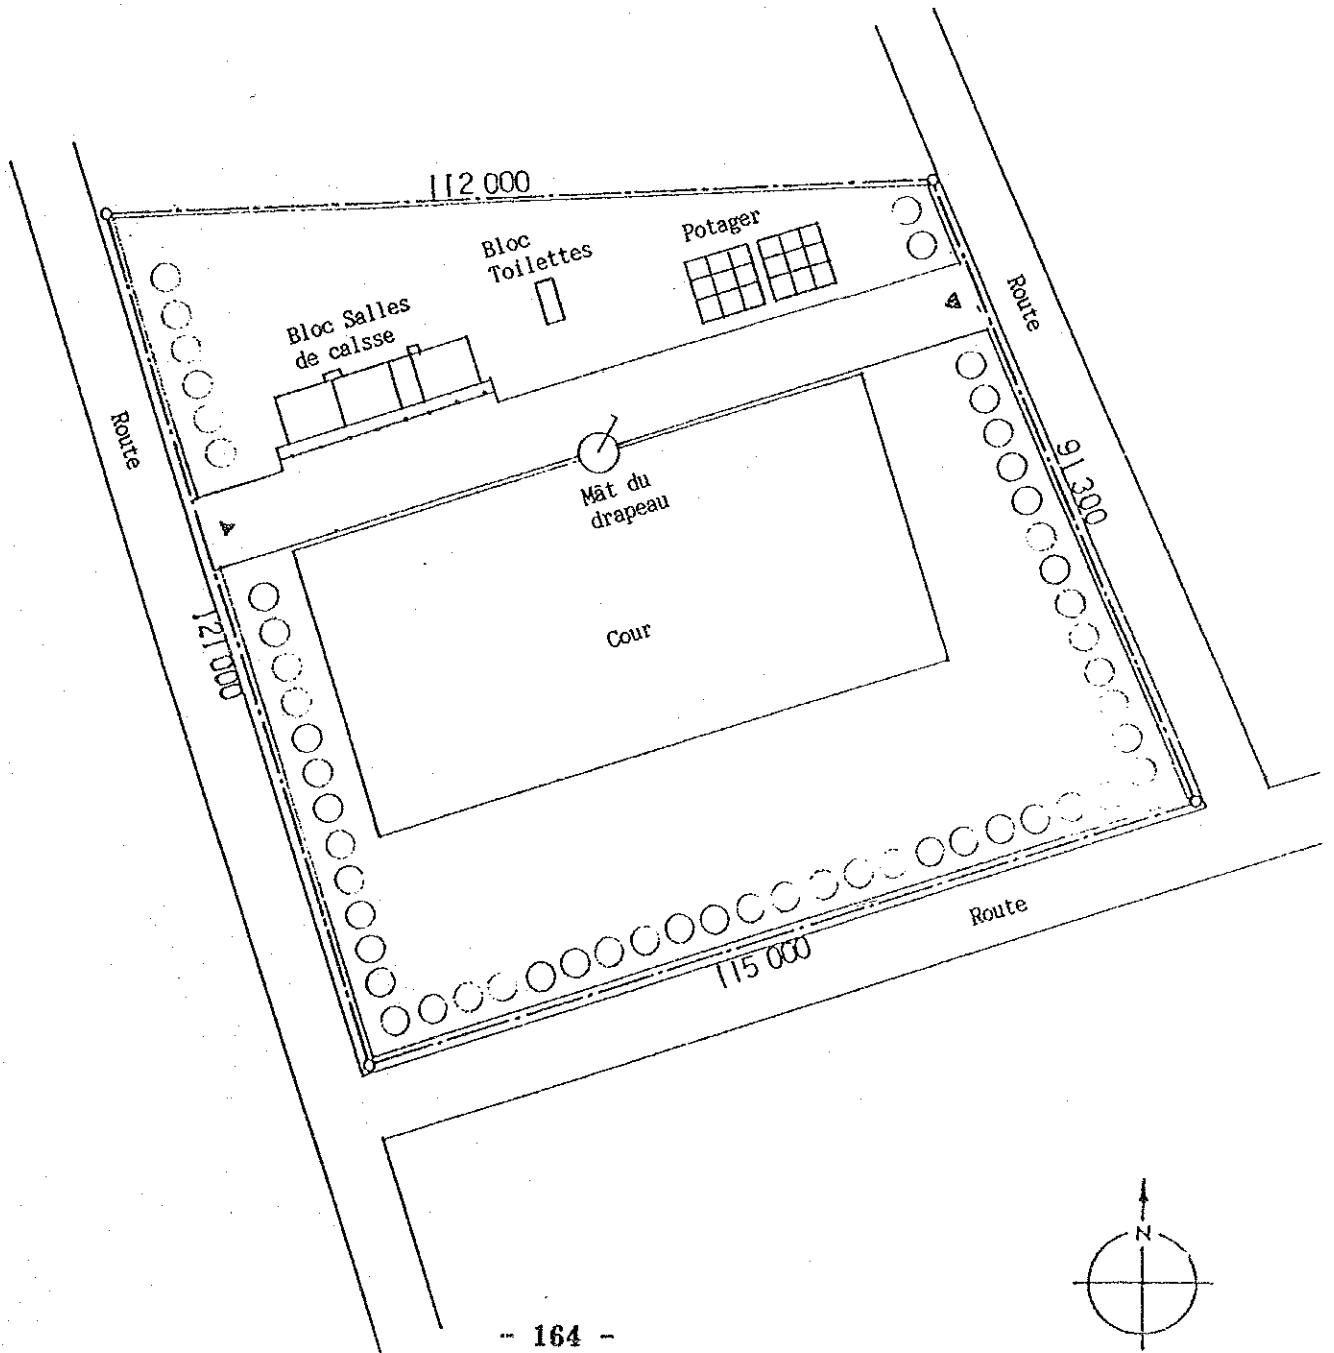 112 000
Bloc
Toilettes
Potager
Bloc Salles
de calsse
Route
Route
91 300
Mât du
drapeau
Cour
121 000
Route
115 000
N
- 164 -